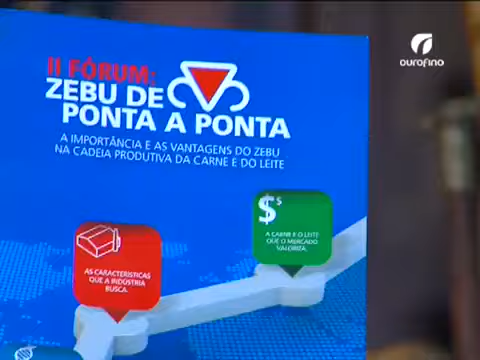 ourofino
II FÓRUM:
ZEBU DE
PONTA A PONTA
A IMPORTÂNCIA E AS VANTAGENS DO ZEBU
NA CADEIA PRODUTIVA DA CARNE E DO LEITE
$ $
A CARNE E O LEITE
QUE O MERCADO
VALORIZA.
AS CARACTERÍSTICAS
QUE A INDÚSTRIA
BUSCA.